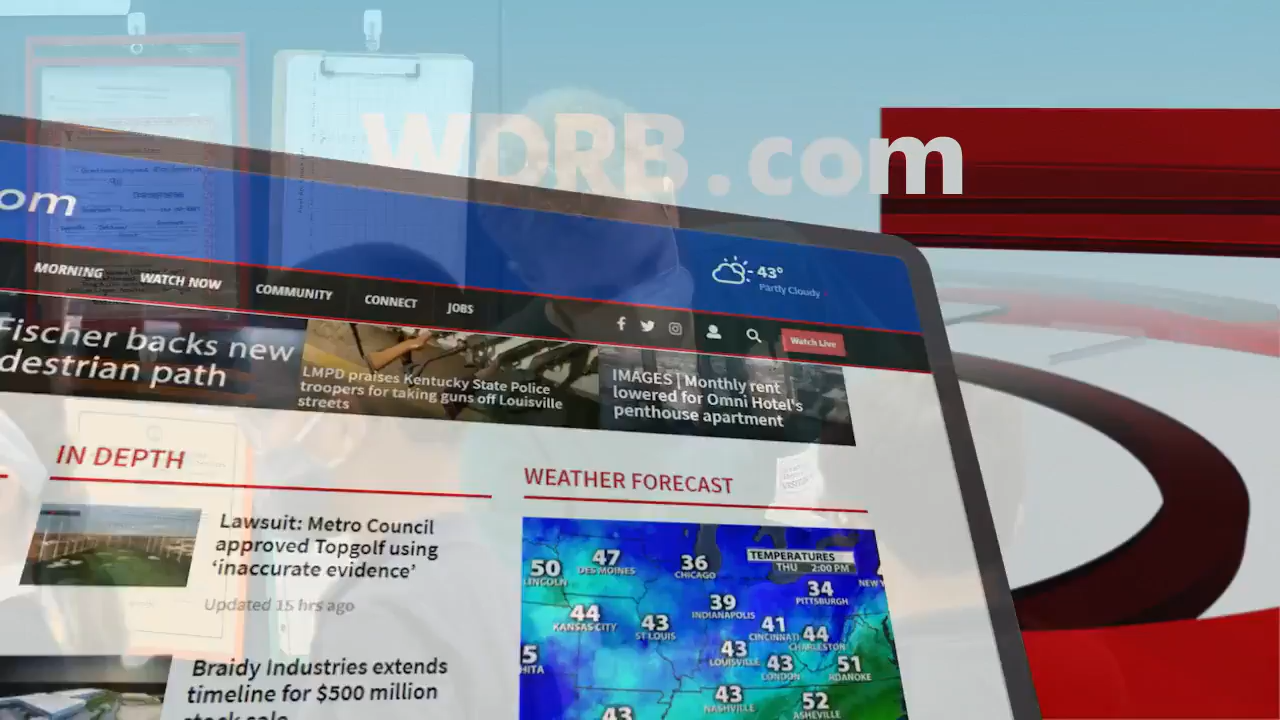 WDRB.com
om
43°
Partly Cloudy
MORNING
WATCH NOW
COMMUNITY
CONNECT
JOBS
Watch Live
Fischer backs new
destrian path
LMPD praises Kentucky State Police
troopers for taking guns off Louisville
streets
IMAGES | Monthly rent
lowered for Omni Hotel's
penthouse apartment
IN DEPTH
Lawsuit: Metro Council
approved Topgolf using
‘inaccurate evidence’
Updated 15 hrs ago
Braidy Industries extends
timeline for $500 million
stock sale
WEATHER FORECAST
TEMPERATURES
THU 2:00 PM
50
LINCOLN
47
DES MOINES
36
CHICAGO
34
PITTSBURGH
NEW Y
44
KANSAS CITY
43
ST LOUIS
39
INDIANAPOLIS
41
CINCINNATI
44
CHARLESTON
5
HITA
43
LOUISVILLE
43
LONDON
51
ROANOKE
43
43
NASHVILLE
52
ASHEVILLE